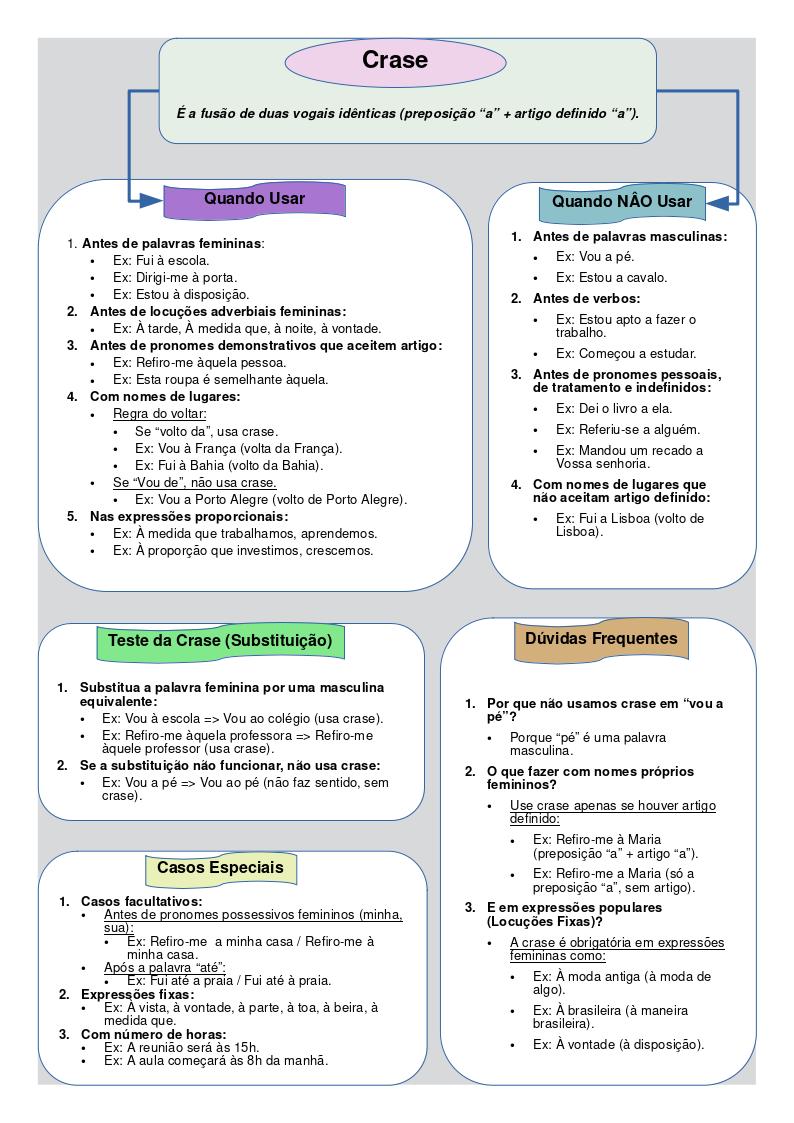 Crase
É a fusão de duas vogais idênticas (preposição “a” + artigo definido “a”).
Quando Usar
1. Antes de palavras femininas:
• Ex: Fui à escola.
• Ex: Dirigi-me à porta.
• Ex: Estou à disposição.
2. Antes de locuções adverbiais femininas:
• Ex: À tarde, À medida que, à noite, à vontade.
3. Antes de pronomes demonstrativos que aceitem artigo:
• Ex: Refiro-me àquela pessoa.
• Ex: Esta roupa é semelhante àquela.
4. Com nomes de lugares:
• Regra do voltar:
• Se “volto da”, usa crase.
• Ex: Vou à França (volta da França).
• Ex: Fui à Bahia (volto da Bahia).
• Se “Vou de”, não usa crase.
• Ex: Vou a Porto Alegre (volto de Porto Alegre).
5. Nas expressões proporcionais:
• Ex: À medida que trabalhamos, aprendemos.
• Ex: À proporção que investimos, crescemos.
Quando NÂO Usar
1. Antes de palavras masculinas:
• Ex: Vou a pé.
• Ex: Estou a cavalo.
2. Antes de verbos:
• Ex: Estou apto a fazer o
trabalho.
• Ex: Começou a estudar.
3. Antes de pronomes pessoais,
de tratamento e indefinidos:
• Ex: Dei o livro a ela.
• Ex: Referiu-se a alguém.
• Ex: Mandou um recado a
Vossa senhoria.
4. Com nomes de lugares que
não aceitam artigo definido:
• Ex: Fui a Lisboa (volto de
Lisboa).
Teste da Crase (Substituição)
1. Substitua a palavra feminina por uma masculina
equivalente:
• Ex: Vou à escola => Vou ao colégio (usa crase).
• Ex: Refiro-me àquela professora => Refiro-me
àquele professor (usa crase).
2. Se a substituição não funcionar, não usa crase:
• Ex: Vou a pé => Vou ao pé (não faz sentido, sem
crase).
Dúvidas Frequentes
1. Por que não usamos crase em “vou a
pé”?
• Porque “pé” é uma palavra
masculina.
2. O que fazer com nomes próprios
femininos?
• Use crase apenas se houver artigo
definido:
• Ex: Refiro-me à Maria
(preposição “a” + artigo “a”).
• Ex: Refiro-me a Maria (só a
preposição “a”, sem artigo).
3. E em expressões populares
(Locuções Fixas)?
• A crase é obrigatória em expressões
femininas como:
• Ex: À moda antiga (à moda de
algo).
• Ex: À brasileira (à maneira
brasileira).
• Ex: À vontade (à disposição).
Casos Especiais
1. Casos facultativos:
• Antes de pronomes possessivos femininos (minha,
sua):
• Ex: Refiro-me a minha casa / Refiro-me à
minha casa.
• Após a palavra “até”:
• Ex: Fui até a praia / Fui até à praia.
2. Expressões fixas:
• Ex: À vista, à vontade, à parte, à toa, à beira, à
medida que.
3. Com número de horas:
• Ex: A reunião será às 15h.
• Ex: A aula começará às 8h da manhã.